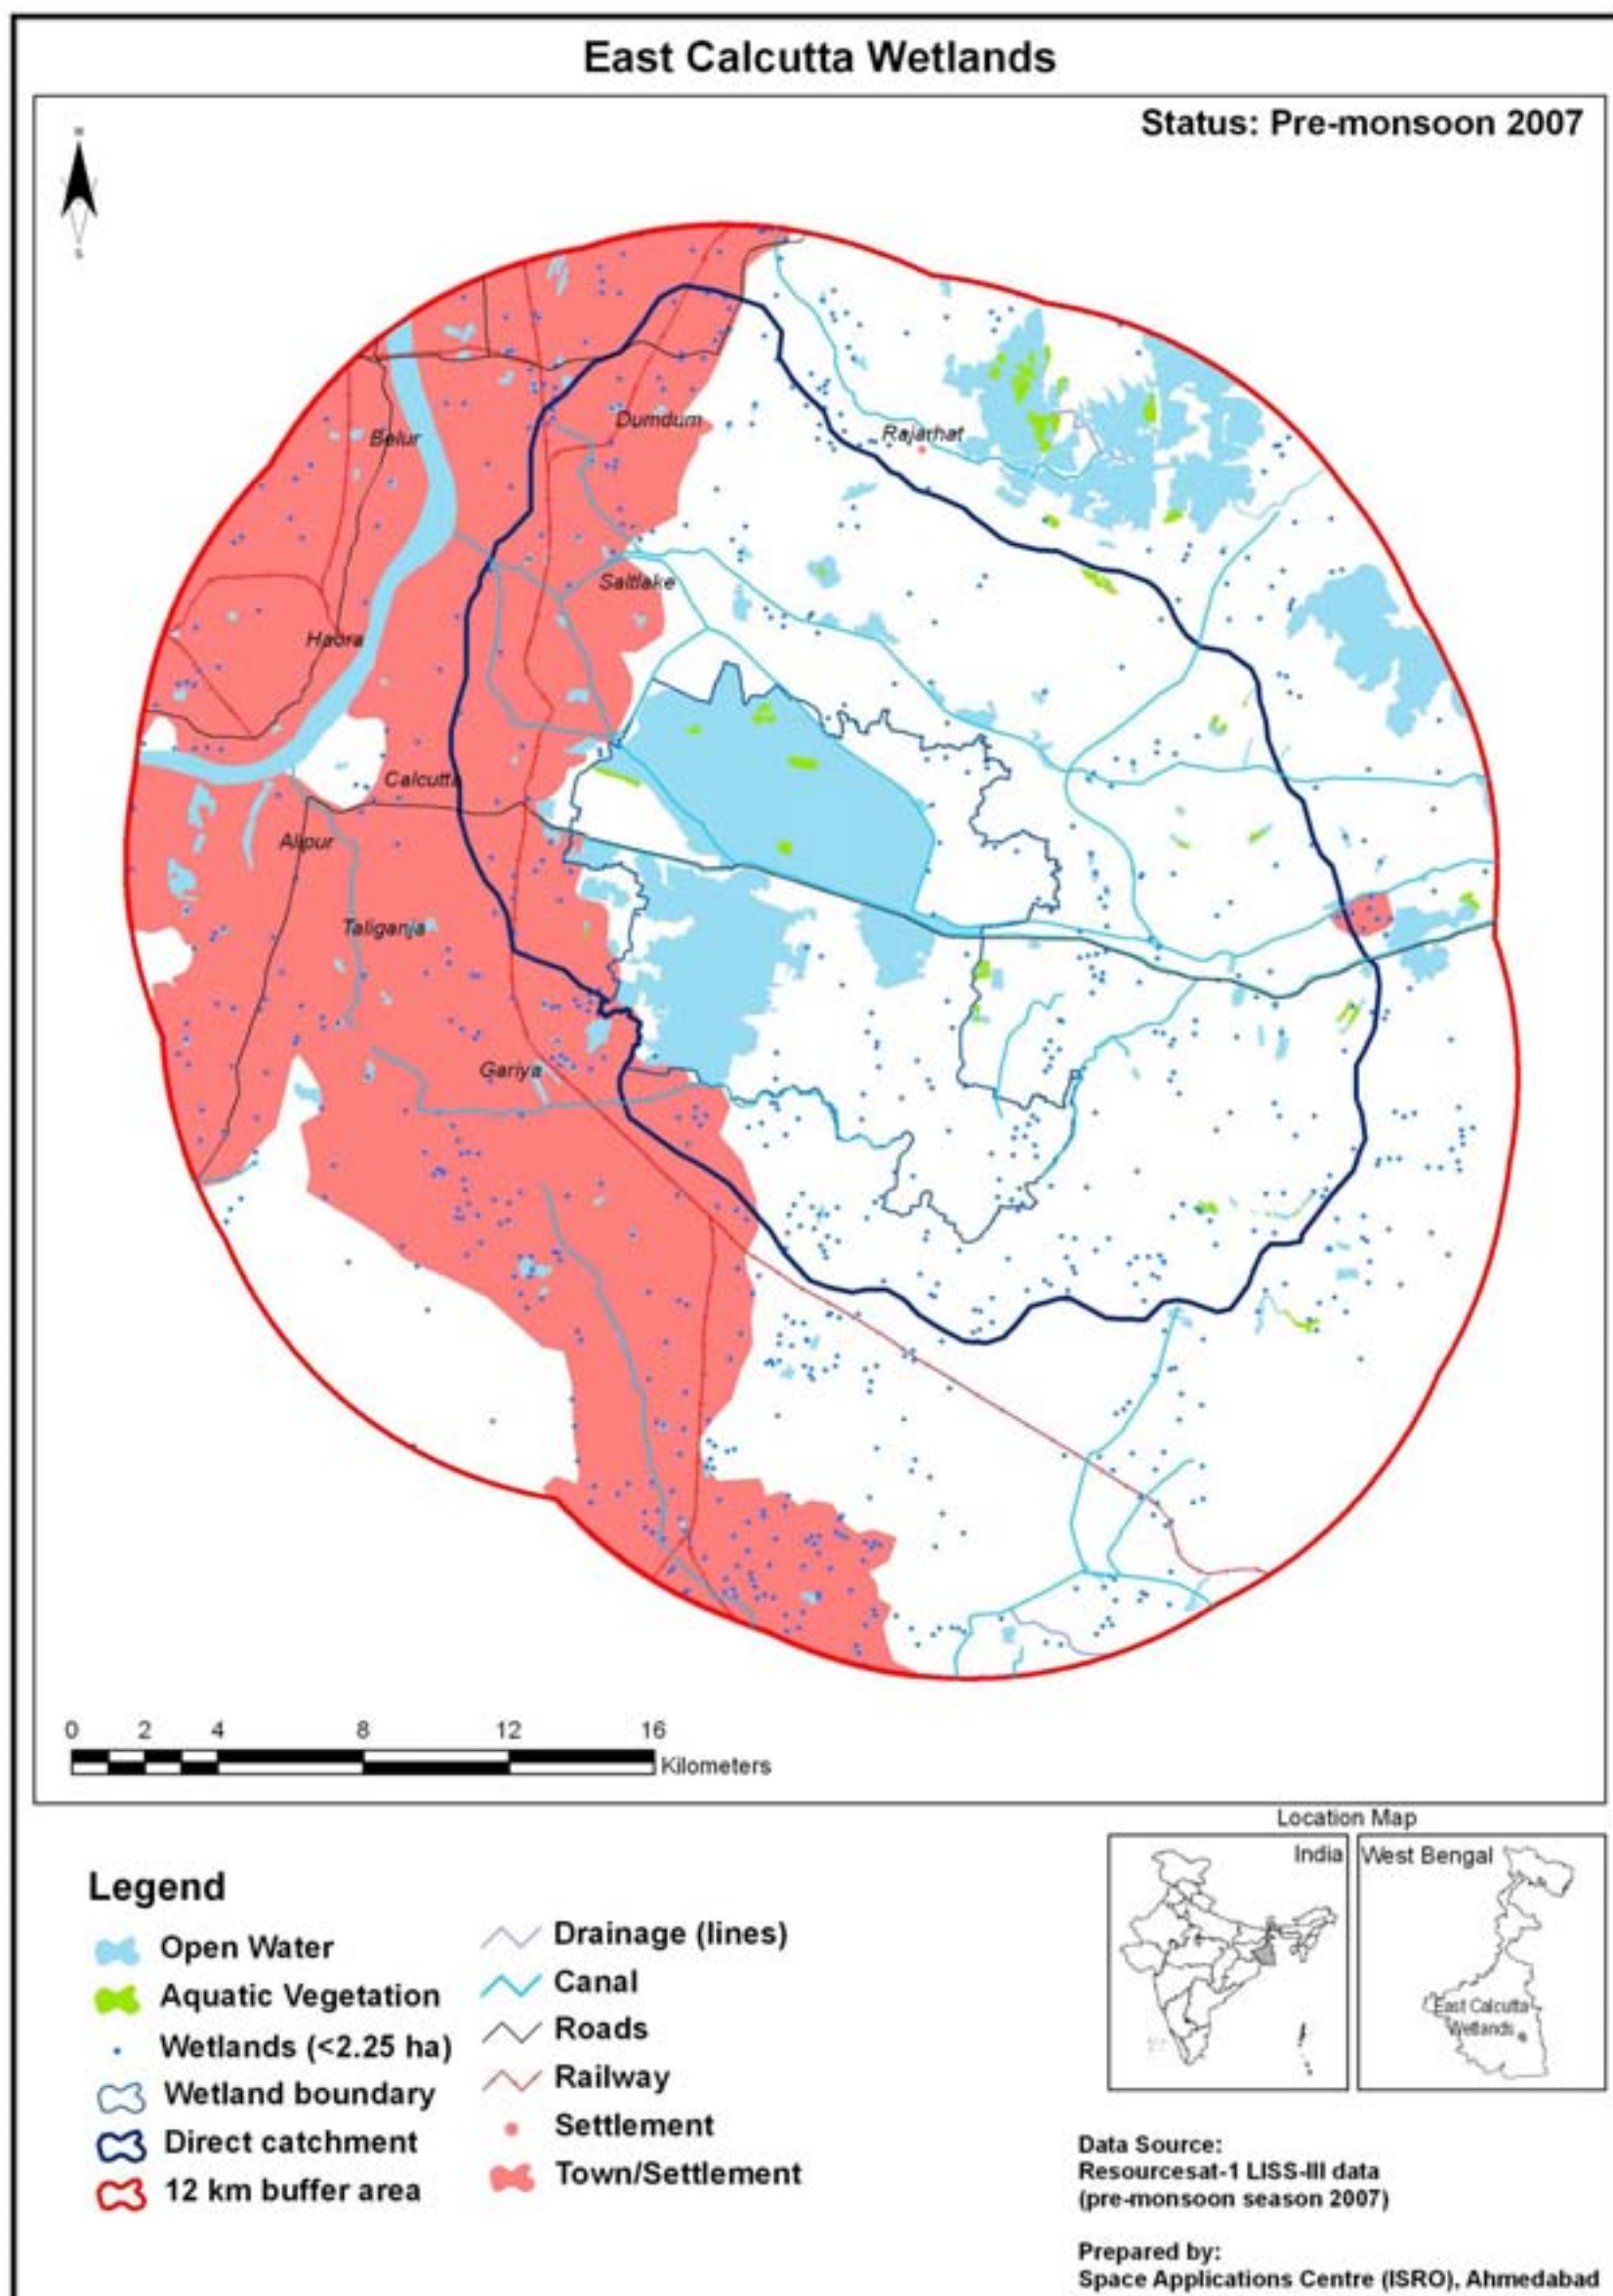 East Calcutta Wetlands
Status: Pre-monsoon 2007
N
S
Dumdum
Belur
Rajarhat
Saltlake
Haora
Calcutta
Alipur
Taliganja
Gariya
0 2 4 8 12 16
Kilometers
Location Map
India
West Bengal
East Calcutta
Wetlands
Legend
Open Water
Aquatic Vegetation
Wetlands (<2.25 ha)
Wetland boundary
Direct catchment
12 km buffer area
Drainage (lines)
Canal
Roads
Railway
Settlement
Town/Settlement
Data Source:
Resourcesat-1 LISS-III data
(pre-monsoon season 2007)
Prepared by:
Space Applications Centre (ISRO), Ahmedabad